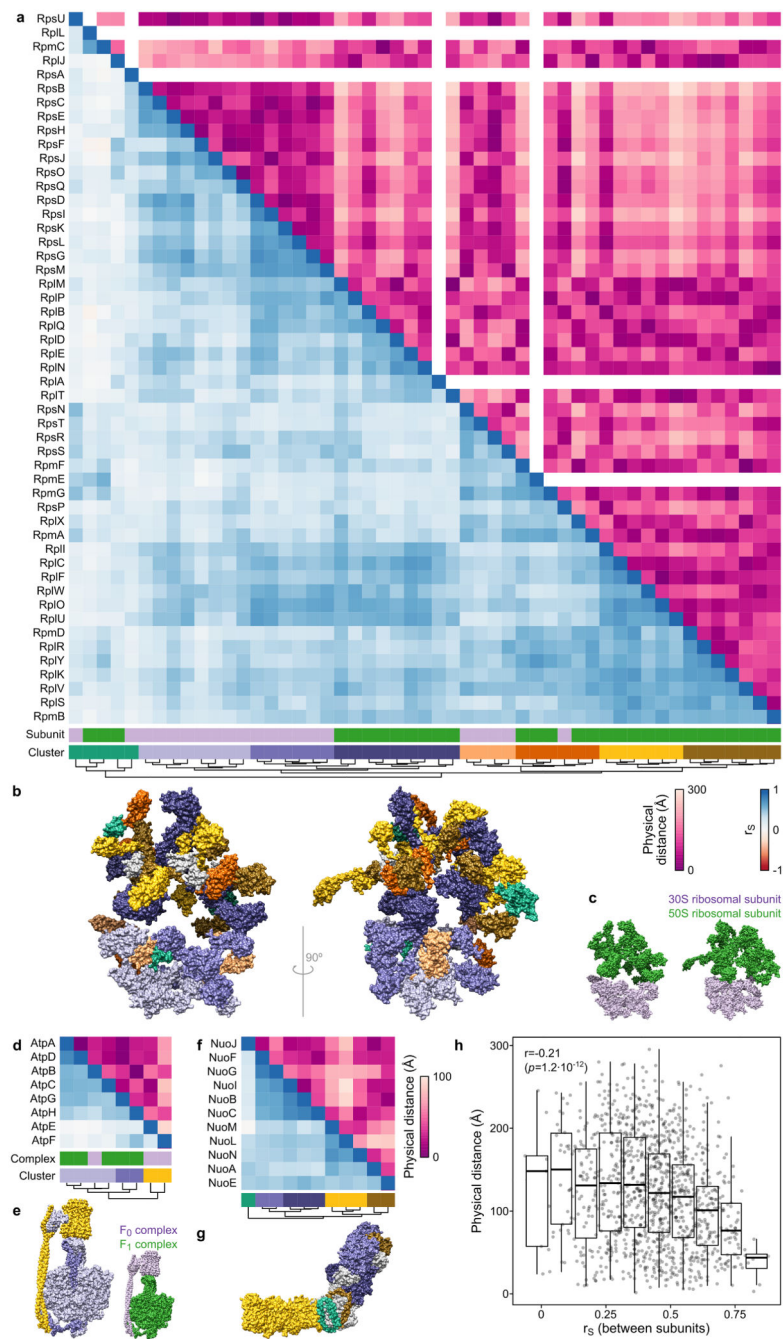 a
RpsU
RplL
RpmC
RplJ
RpsA
RpsB
RpsC
RpsE
RpsH
RpsF
RpsJ
RpsO
RpsQ
RpsD
RpsI
RpsK
RpsL
RpsG
RpsM
RplM
RplP
RplB
RplQ
RplD
RplE
RplN
RplA
RplT
RpsN
RpsT
RpsR
RpsS
RpmF
RpmE
RpmG
RpsP
RplX
RpmA
RplI
RplC
RplF
RplW
RplO
RplU
RpmD
RplR
RplY
RplK
RplV
RplS
RpmB
Subunit
Cluster
b
90º
Physical
distance (Å)
300
0
rS
1
0
-1
c
30S ribosomal subunit
50S ribosomal subunit
d
AtpA
AtpD
AtpB
AtpC
AtpG
AtpH
AtpE
AtpF
Complex
Cluster
e
F0 complex
F1 complex
f
NuoJ
NuoF
NuoG
NuoI
NuoB
NuoC
NuoM
NuoL
NuoN
NuoA
NuoE
Physical distance (Å)
100
0
g
h
r=-0.21
(p=1.2·10-12)
Physical distance (Å)
300
200
100
0
0
0.25
0.5
0.75
rS (between subunits)